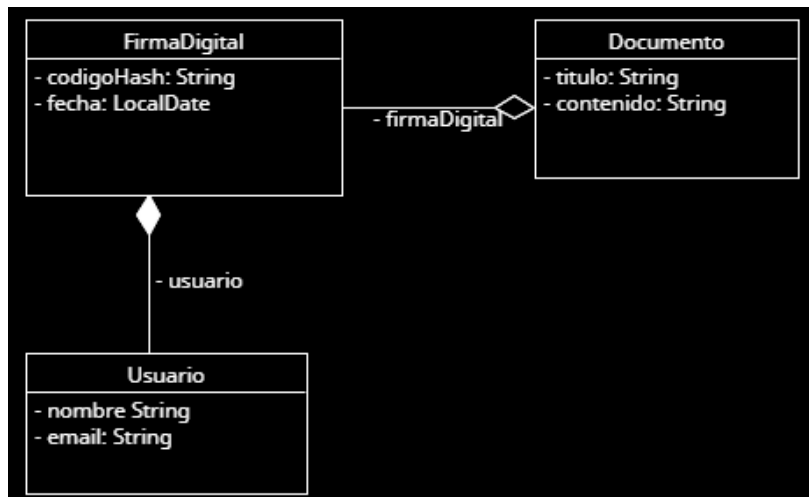 FirmaDigital
- codigoHash: String
- fecha: LocalDate
Documento
- titulo: String
- contenido: String
- firmaDigital
- usuario
Usuario
- nombre String
- email: String